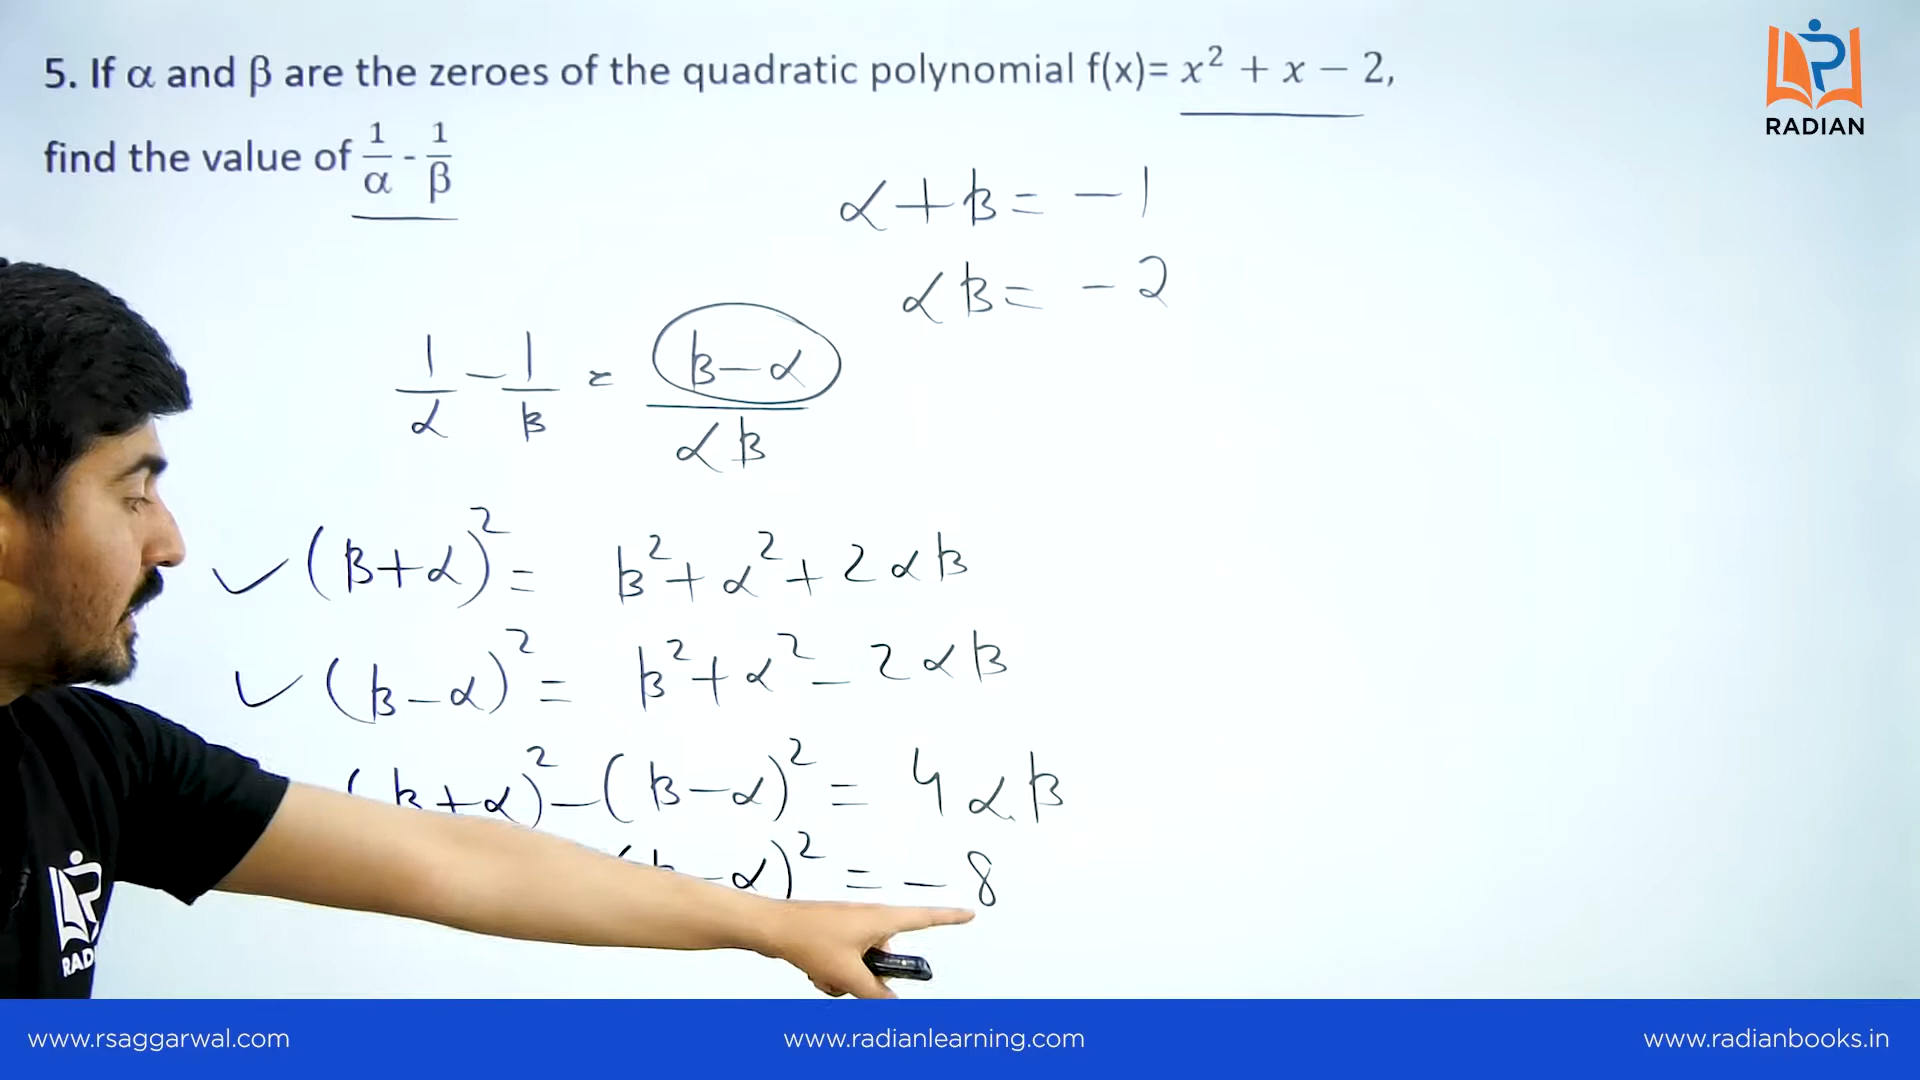 5. If α and β are the zeroes of the quadratic polynomial f(x)= x² + x − 2,
find the value of 1/α - 1/β
RADIAN
α+β = −1
αβ = −2
1/α − 1/β = (β−α)/αβ
✓ (β+α)² = β²+α²+2αβ
✓ (β−α)² = β²+α²−2αβ
(β+α)²−(β−α)² = 4αβ
−α)² = −8
RAD
www.rsaggarwal.com
www.radianlearning.com
www.radianbooks.in